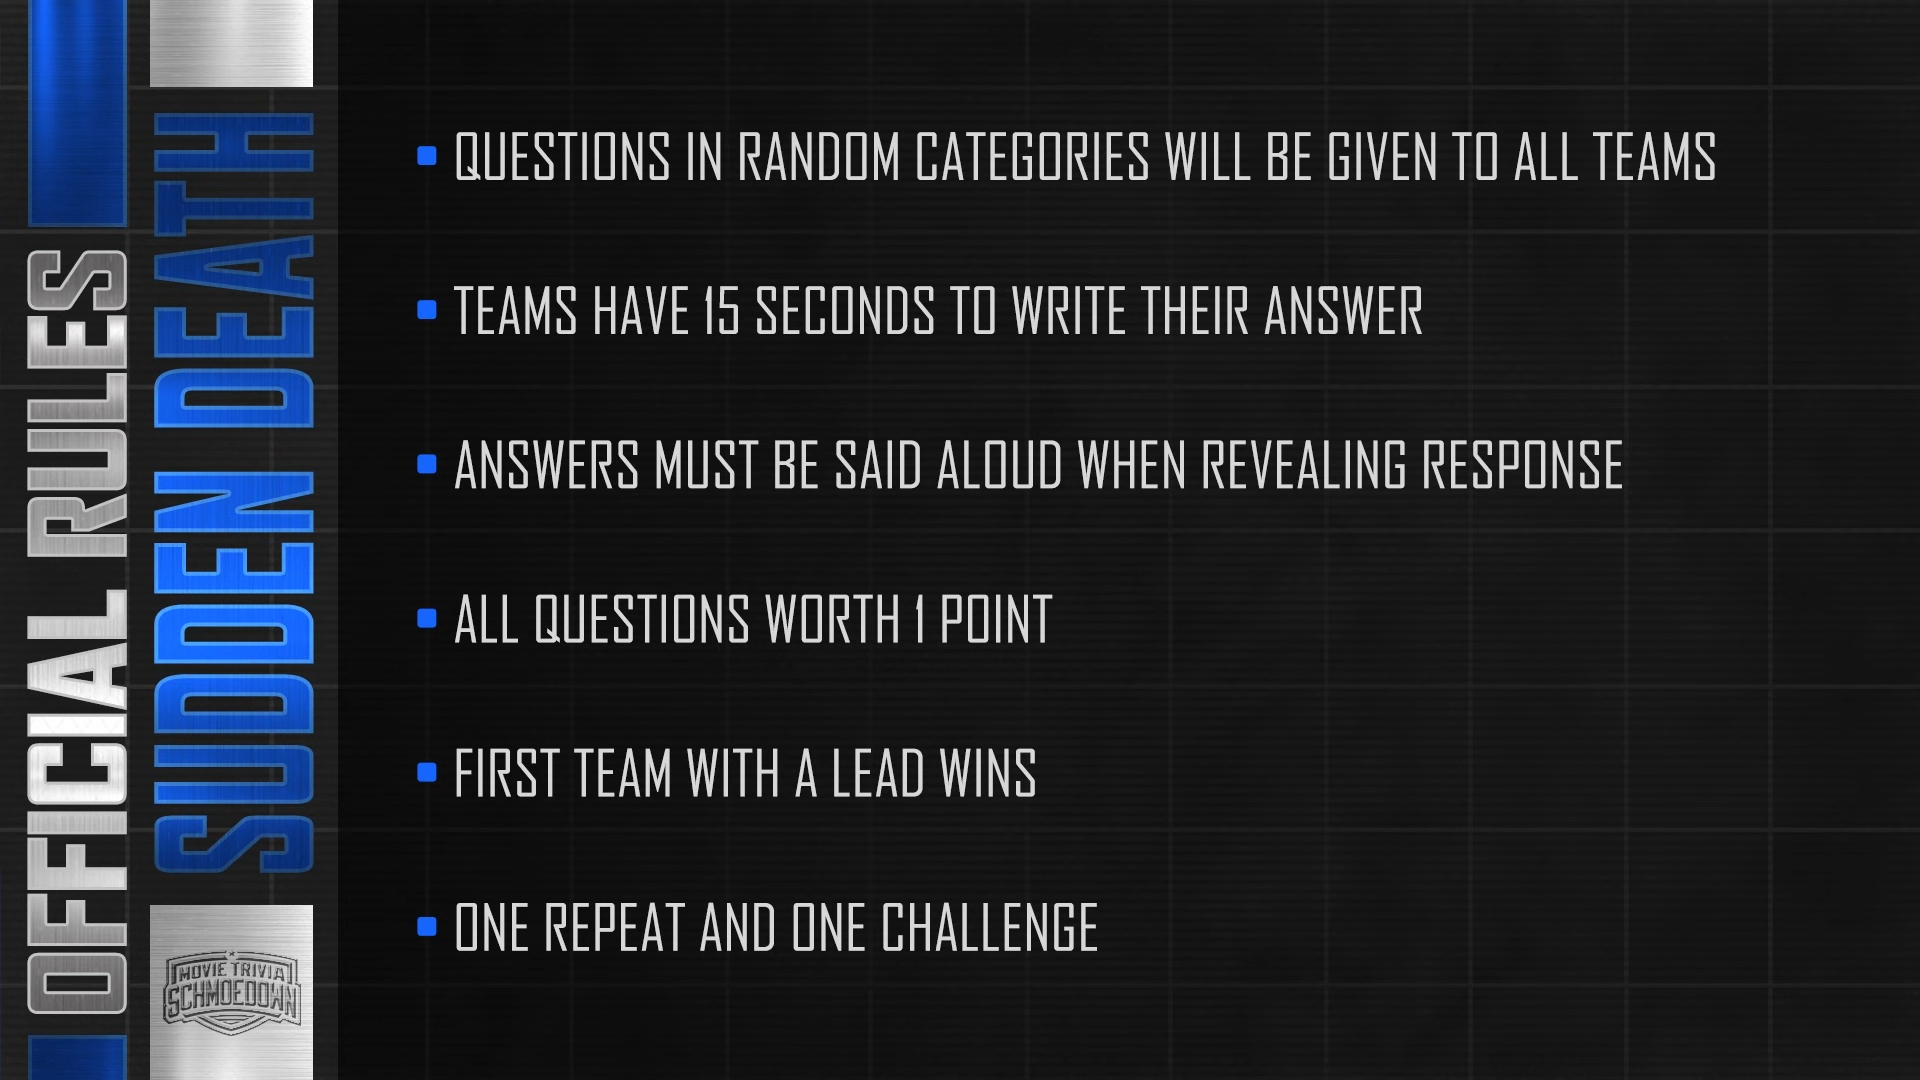 OFFICIAL RULES
SUDDEN DEATH
QUESTIONS IN RANDOM CATEGORIES WILL BE GIVEN TO ALL TEAMS
TEAMS HAVE 15 SECONDS TO WRITE THEIR ANSWER
ANSWERS MUST BE SAID ALOUD WHEN REVEALING RESPONSE
ALL QUESTIONS WORTH 1 POINT
FIRST TEAM WITH A LEAD WINS
ONE REPEAT AND ONE CHALLENGE
MOVIE TRIVIA
SCHMOEDOWN